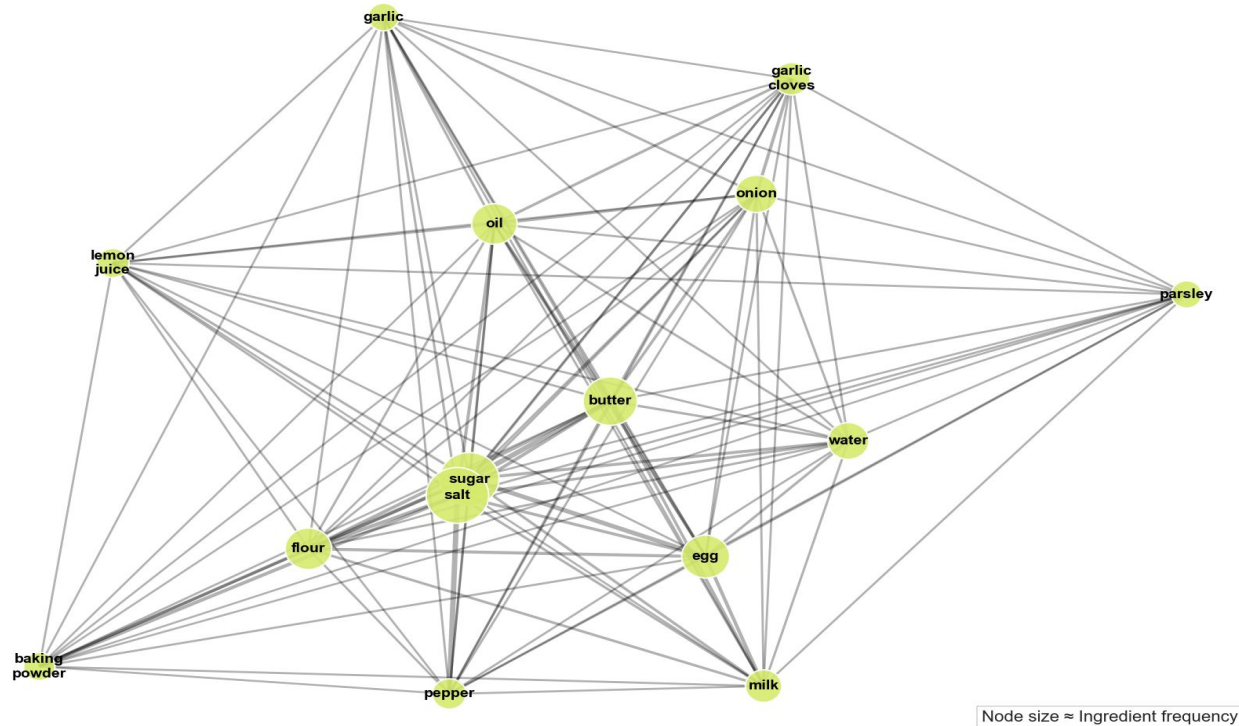 garlic
garlic
cloves
onion
oil
lemon
juice
parsley
butter
water
sugar
salt
flour
egg
baking
powder
pepper
milk
Node size ≈ Ingredient frequency